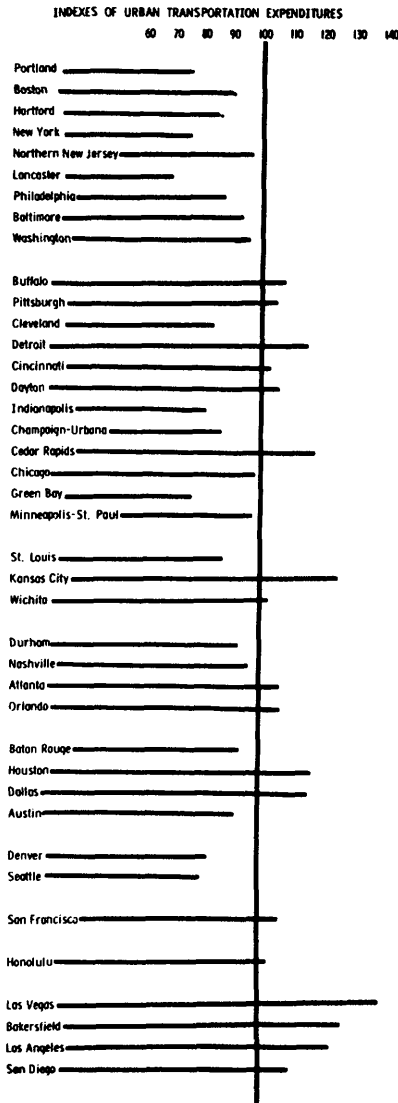 INDEXES OF URBAN TRANSPORTATION EXPENDITURES
60 70 80 90 100 110 120 130 140
Portland
Boston
Hartford
New York
Northern New Jersey
Lancaster
Philadelphia
Baltimore
Washington
Buffalo
Pittsburgh
Cleveland
Detroit
Cincinnati
Dayton
Indianapolis
Champaign-Urbana
Cedar Rapids
Chicago
Green Bay
Minneapolis-St. Paul
St. Louis
Kansas City
Wichita
Durham
Nashville
Atlanta
Orlando
Baton Rouge
Houston
Dallas
Austin
Denver
Seattle
San Francisco
Honolulu
Las Vegas
Bakersfield
Los Angeles
San Diego